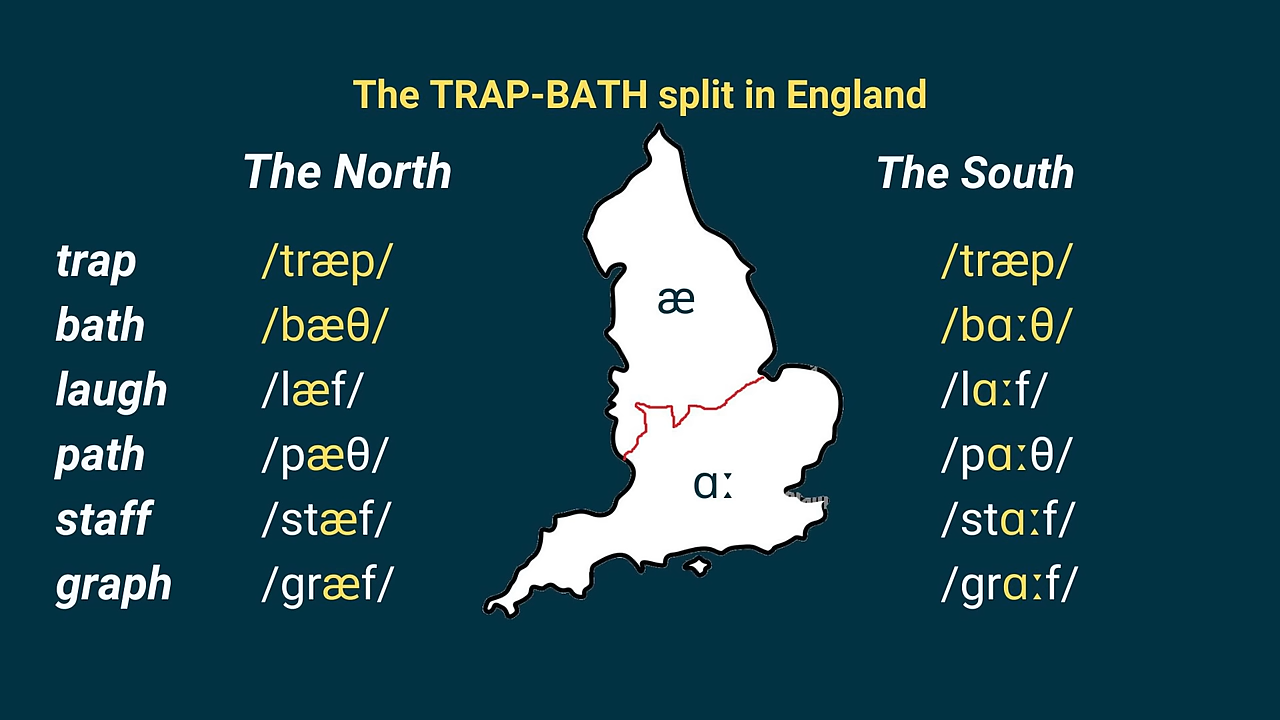 The TRAP-BATH split in England
The North
The South
trap /træp/ /træp/
bath /bæθ/ /bɑːθ/
laugh /læf/ /lɑːf/
path /pæθ/ /pɑːθ/
staff /stæf/ /stɑːf/
graph /græf/ /grɑːf/
æ
ɑː